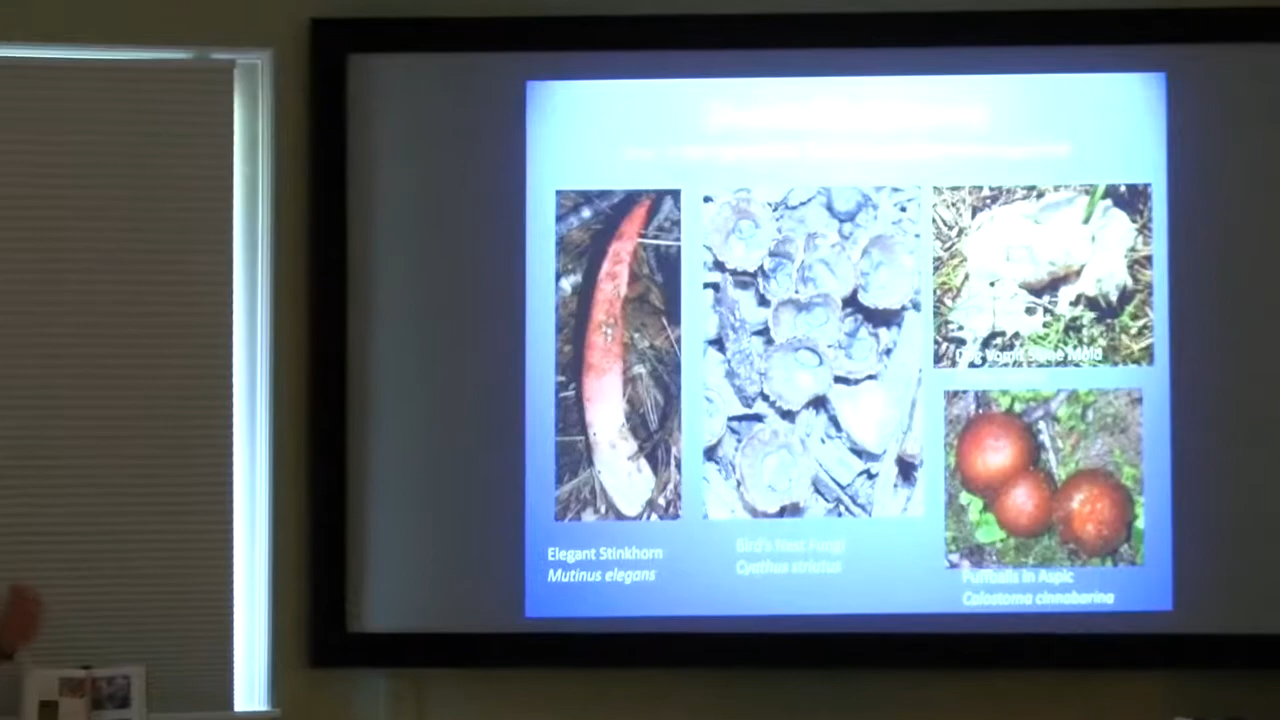 Dog Vomit Slime Mold
Elegant Stinkhorn
Mutinus elegans
Bird's Nest Fungi
Cyathus striatus
Puffballs in Aspic
Calostoma cinnabarina